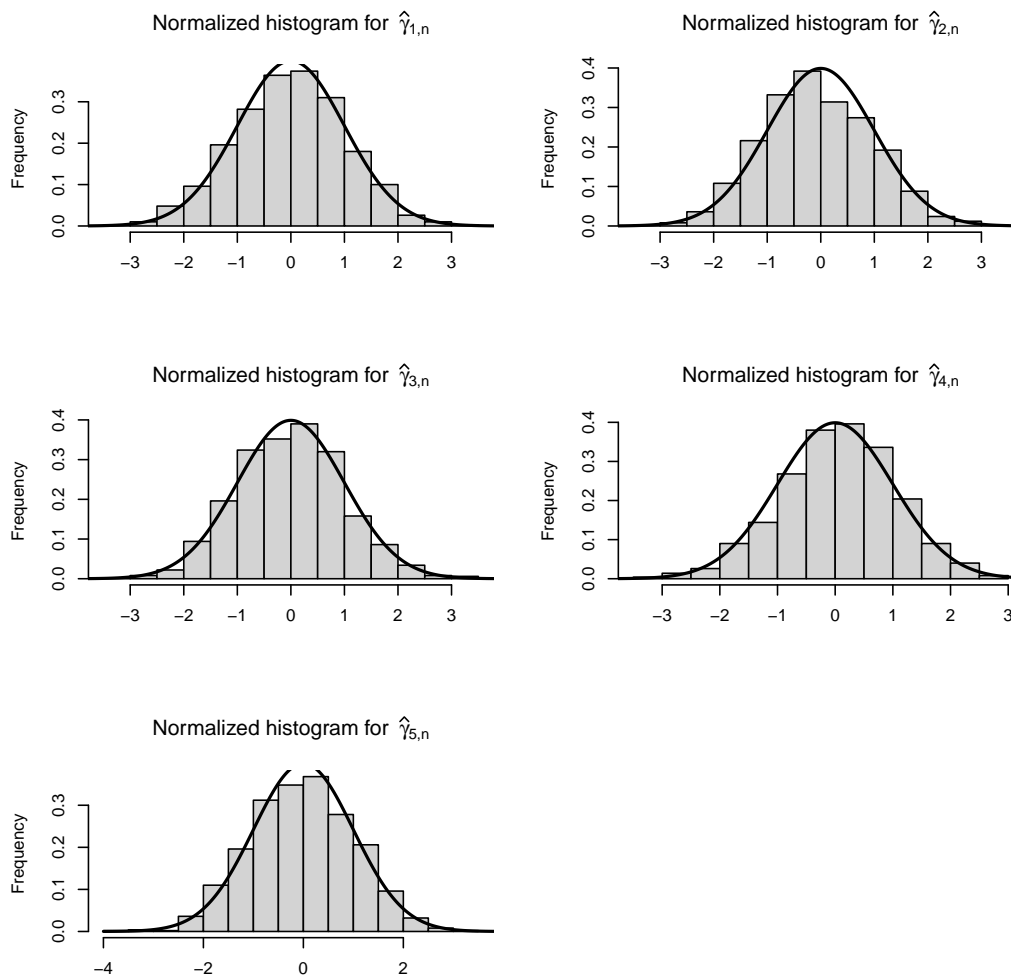 Normalized histogram for γ̂1,n
Frequency
0.0 0.1 0.2 0.3
−3 −2 −1 0 1 2 3
Normalized histogram for γ̂2,n
Frequency
0.0 0.1 0.2 0.3 0.4
−3 −2 −1 0 1 2 3
Normalized histogram for γ̂3,n
Frequency
0.0 0.1 0.2 0.3 0.4
−3 −2 −1 0 1 2 3
Normalized histogram for γ̂4,n
Frequency
0.0 0.1 0.2 0.3 0.4
−3 −2 −1 0 1 2 3
Normalized histogram for γ̂5,n
Frequency
0.0 0.1 0.2 0.3
−4 −2 0 2